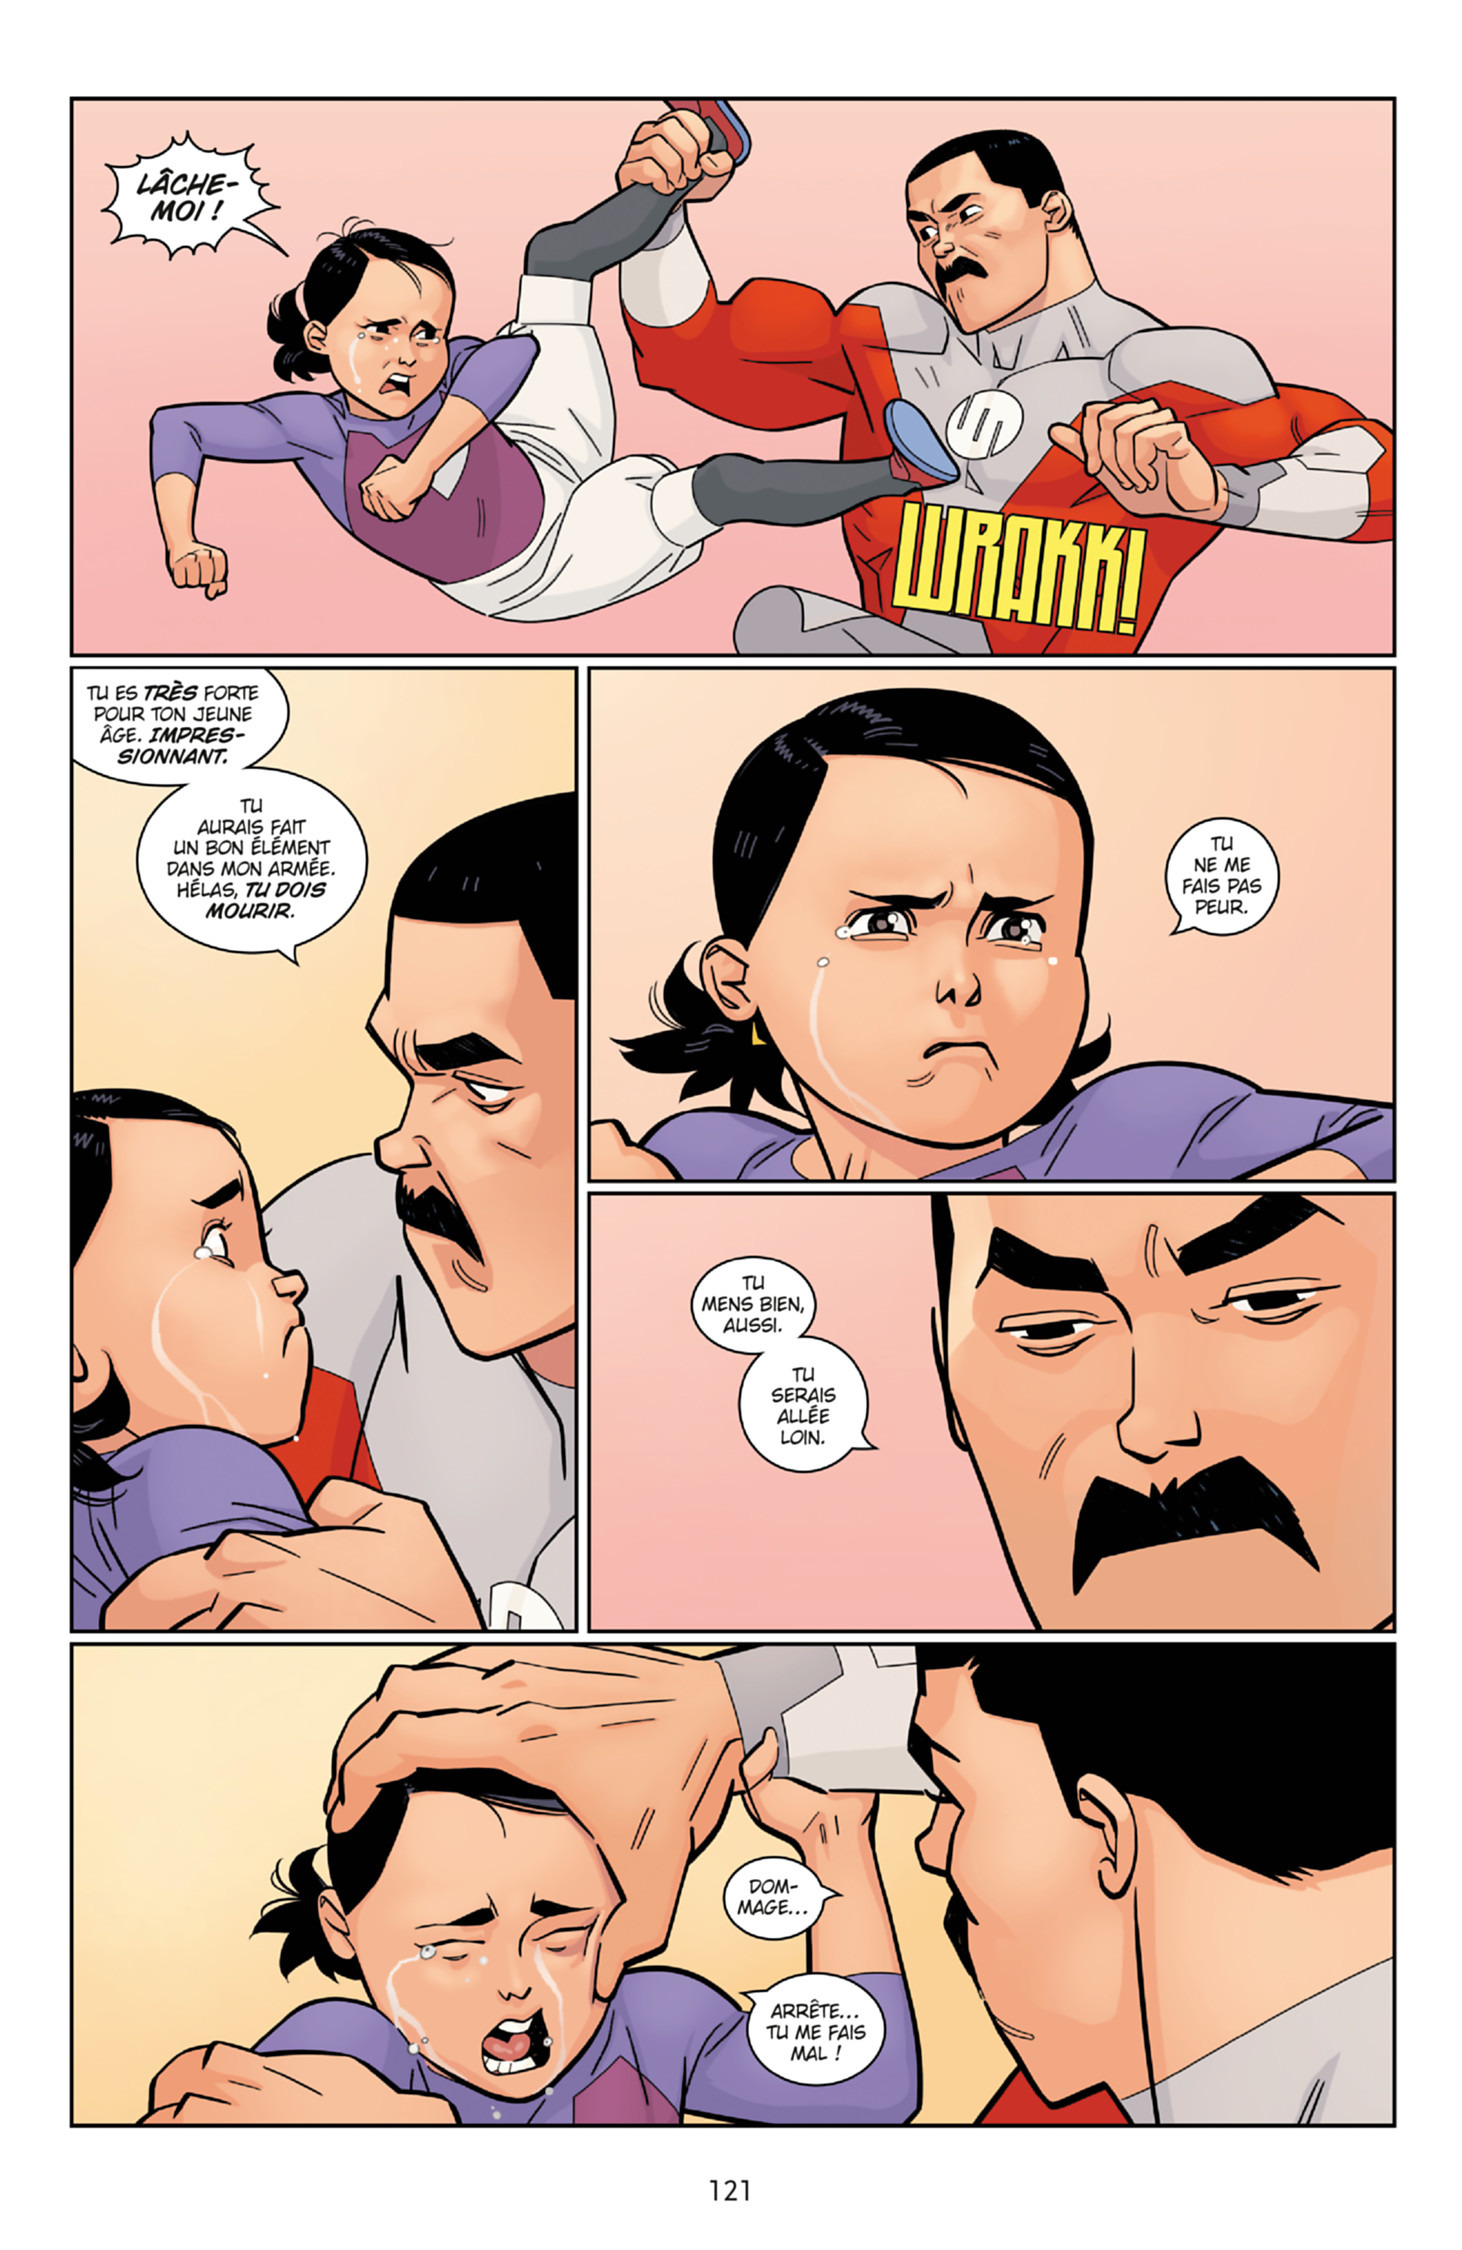 LÂCHE-
MOI !
WRAKK!
TU ES TRÈS FORTE
POUR TON JEUNE
ÂGE. IMPRES-
SIONNANT.
TU
AURAIS FAIT
UN BON ÉLÉMENT
DANS MON ARMÉE.
HÉLAS, TU DOIS
MOURIR.
TU
NE ME
FAIS PAS
PEUR.
TU
MENS BIEN,
AUSSI.
TU
SERAIS
ALLÉE
LOIN.
DOM-
MAGE...
ARRÊTE...
TU ME FAIS
MAL !
121